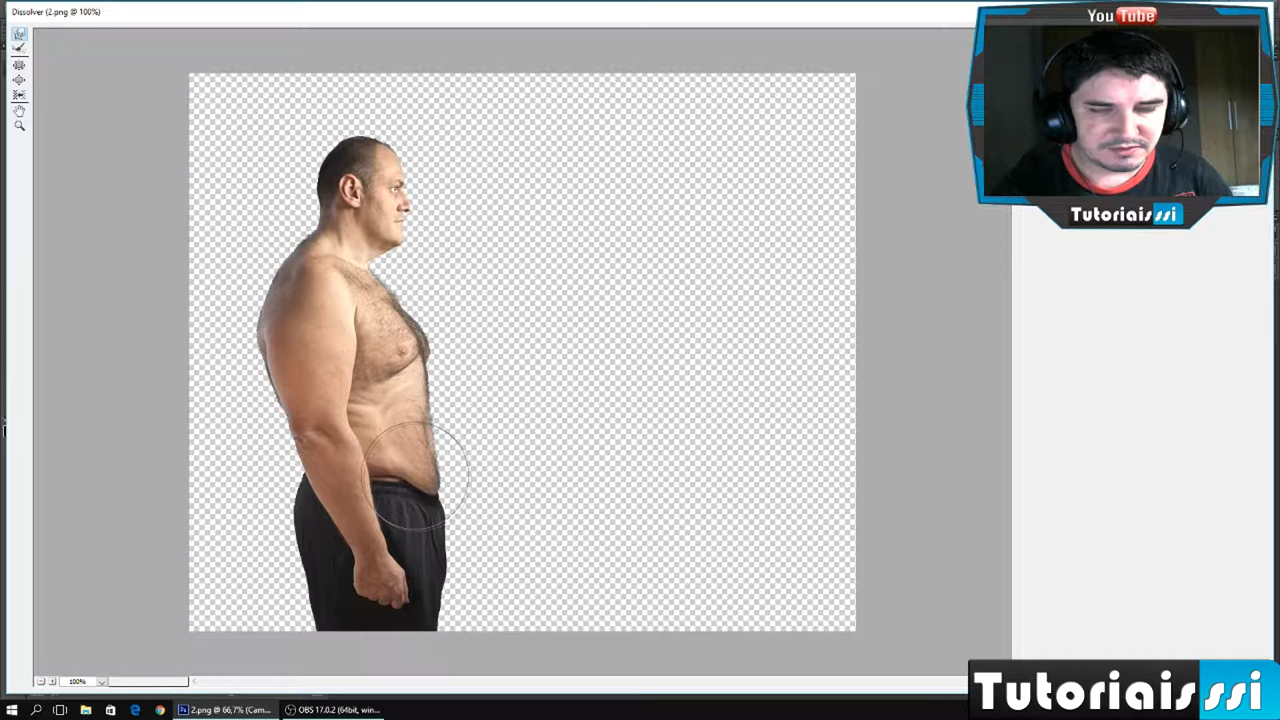 Dissolver (2.png @ 100%)
You Tube
Tutoriaisssi
100%
2.png @ 66,7% (Cam...
OBS 17.0.2 (64bit, win...
Tutoriaisssi